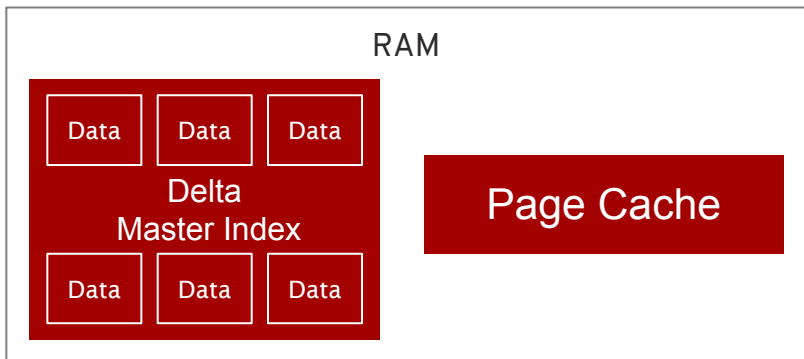 RAM
Data Data Data
Delta
Master Index
Page Cache
Data Data Data